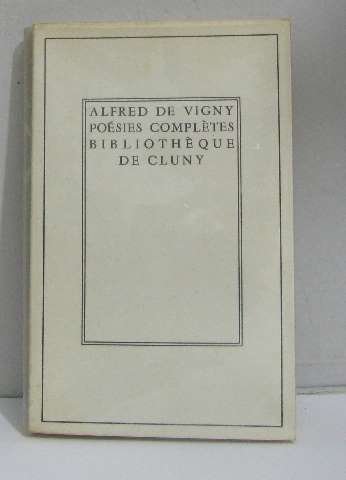 ALFRED DE VIGNY
POÉSIES COMPLÈTES
BIBLIOTHÈQUE
DE CLUNY